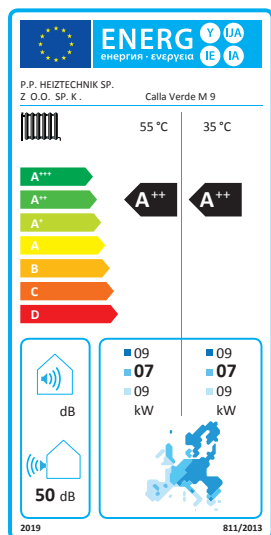 ENERG Y IJA
енергия · ενεργεια IE IA
P.P. HEIZTECHNIK SP.
Z O.O. SP. K .
Calla Verde M 9
55 °C 35 °C
A+++
A++
A+
A
B
C
D
A++ A++
dB
50 dB
09 09
07 07
09 09
kW kW
2019 811/2013